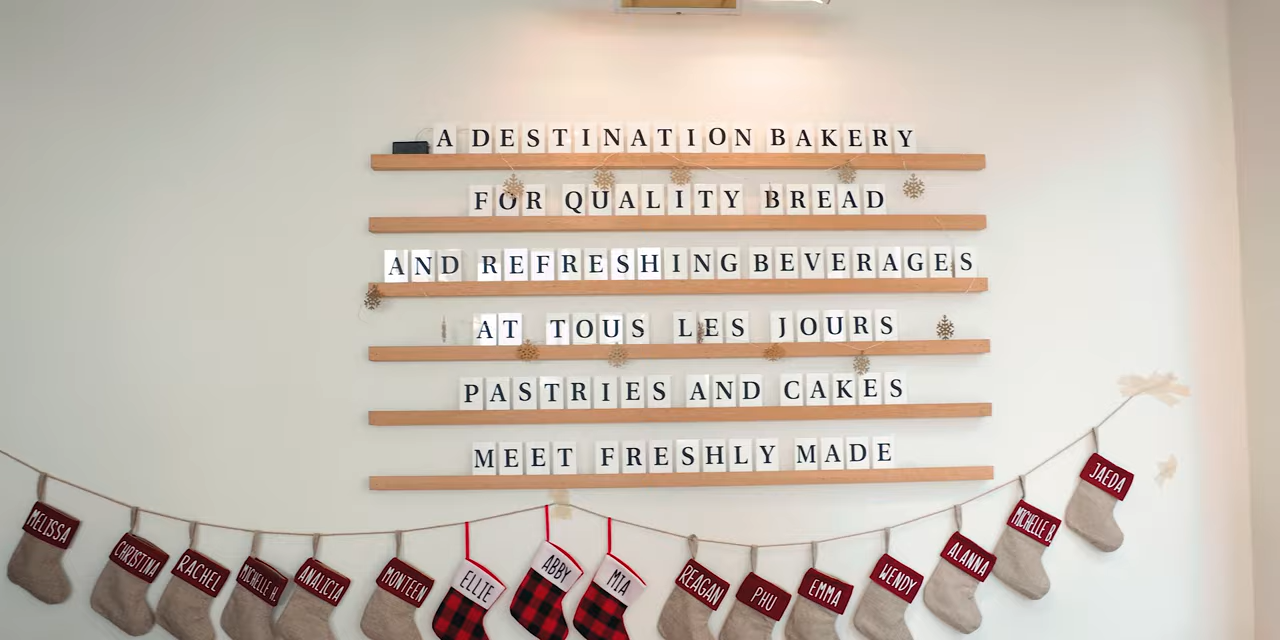 A DESTINATION BAKERY
FOR QUALITY BREAD
AND REFRESHING BEVERAGES
AT TOUS LES JOURS
PASTRIES AND CAKES
MEET FRESHLY MADE
MELISSA
CHRISTINA
RACHEL
MICHELLE H.
ANALICIA
MONTEEN
ELLIE
ABBY
MIA
REAGAN
PHU
EMMA
WENDY
ALANNA
MICHELLE B.
JAEDA